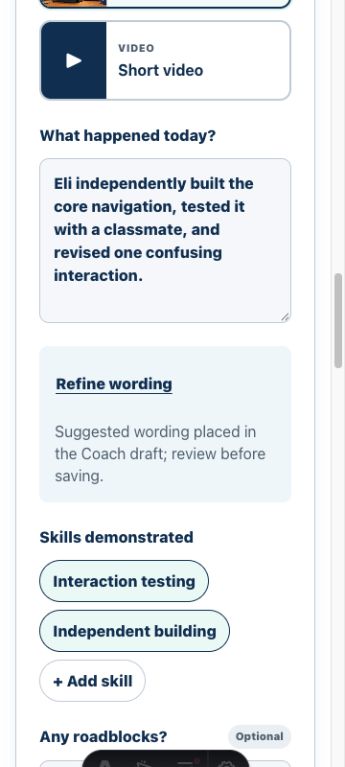 VIDEO
Short video
What happened today?
Eli independently built the
core navigation, tested it
with a classmate, and
revised one confusing
interaction.
Refine wording
Suggested wording placed in
the Coach draft; review before
saving.
Skills demonstrated
Interaction testing
Independent building
+ Add skill
Any roadblocks?
Optional